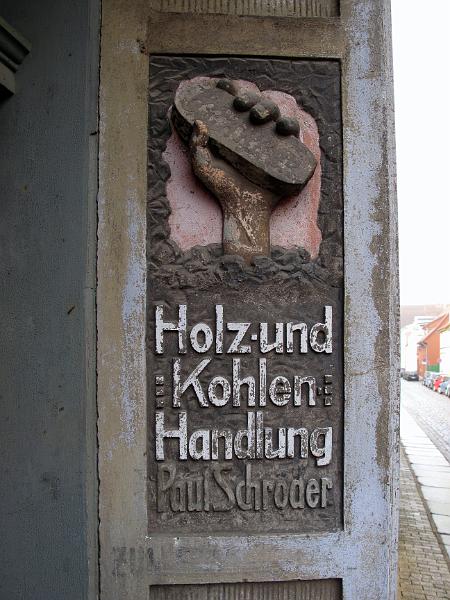 Holz-und
Kohlen-
Handlung
Paul Schröder